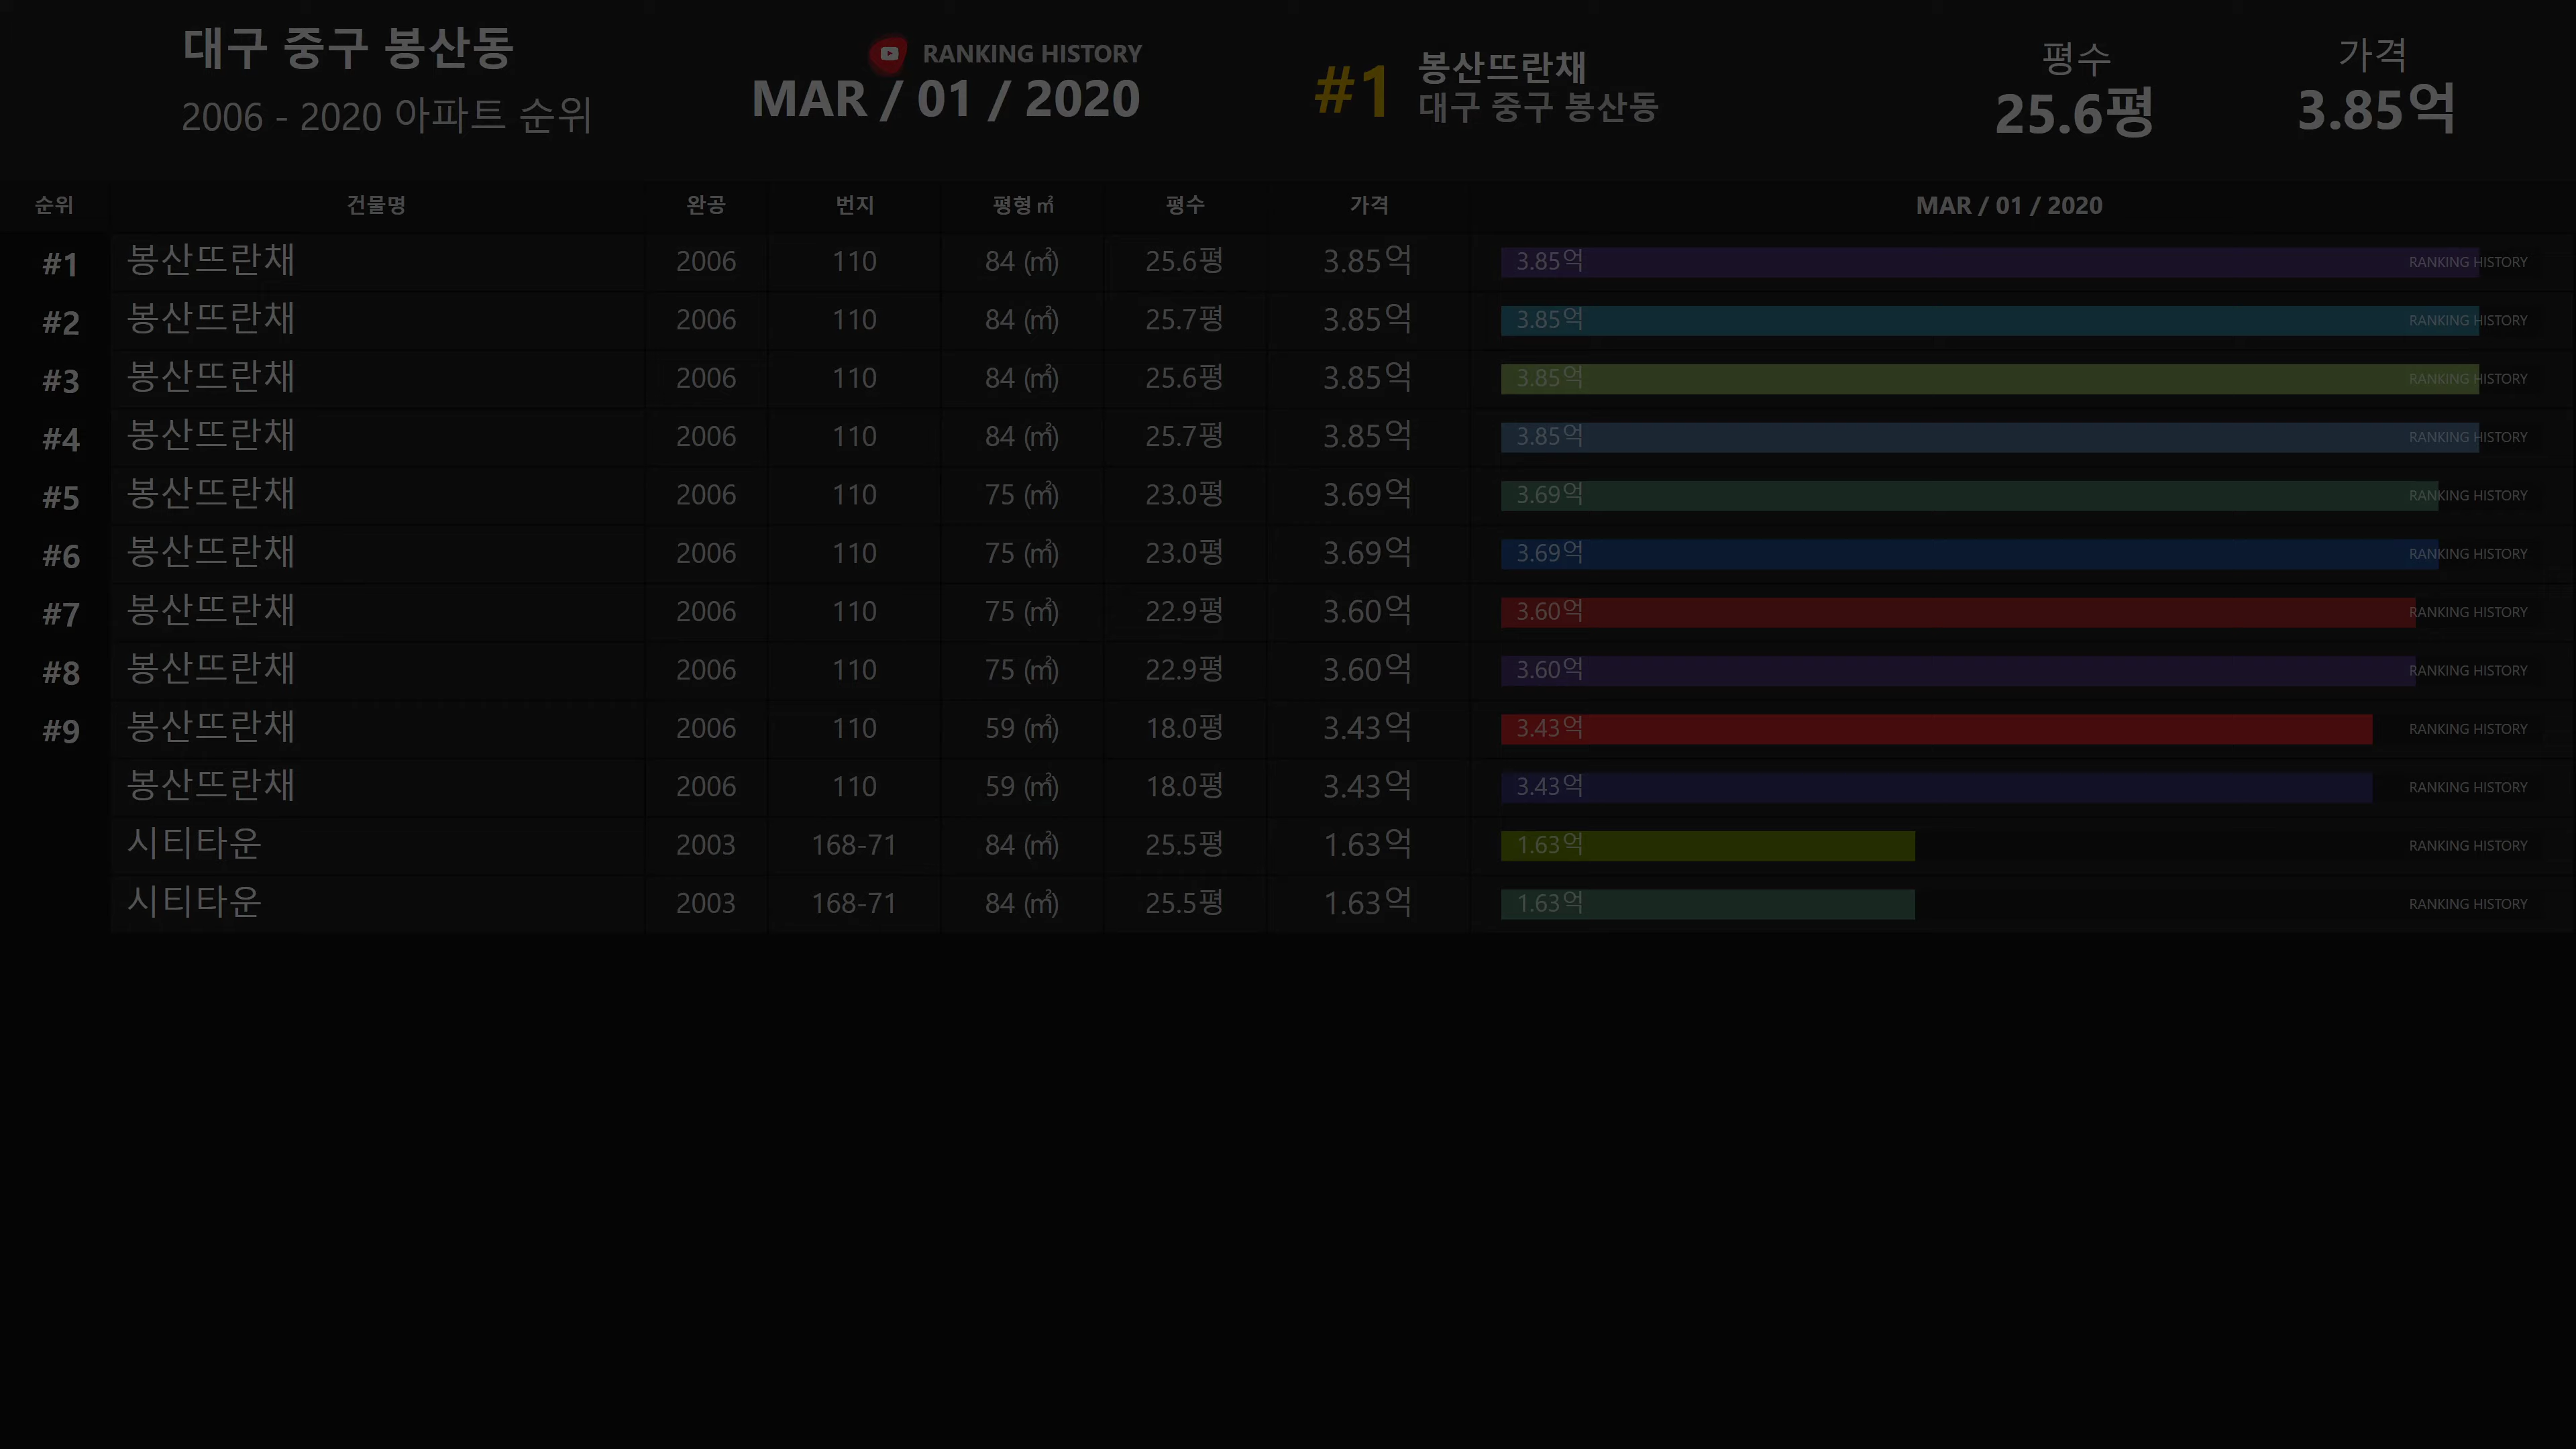 대구 중구 봉산동
2006 - 2020 아파트 순위
RANKING HISTORY
MAR / 01 / 2020
#1 봉산뜨란채
대구 중구 봉산동
평수
25.6평
가격
3.85억
순위 건물명 완공 번지 평형㎡ 평수 가격 MAR / 01 / 2020
#1 봉산뜨란채 2006 110 84 (㎡) 25.6평 3.85억 3.85억 RANKING HISTORY
#2 봉산뜨란채 2006 110 84 (㎡) 25.7평 3.85억 3.85억 RANKING HISTORY
#3 봉산뜨란채 2006 110 84 (㎡) 25.6평 3.85억 3.85억 RANKING HISTORY
#4 봉산뜨란채 2006 110 84 (㎡) 25.7평 3.85억 3.85억 RANKING HISTORY
#5 봉산뜨란채 2006 110 75 (㎡) 23.0평 3.69억 3.69억 RANKING HISTORY
#6 봉산뜨란채 2006 110 75 (㎡) 23.0평 3.69억 3.69억 RANKING HISTORY
#7 봉산뜨란채 2006 110 75 (㎡) 22.9평 3.60억 3.60억 RANKING HISTORY
#8 봉산뜨란채 2006 110 75 (㎡) 22.9평 3.60억 3.60억 RANKING HISTORY
#9 봉산뜨란채 2006 110 59 (㎡) 18.0평 3.43억 3.43억 RANKING HISTORY
봉산뜨란채 2006 110 59 (㎡) 18.0평 3.43억 3.43억 RANKING HISTORY
시티타운 2003 168-71 84 (㎡) 25.5평 1.63억 1.63억 RANKING HISTORY
시티타운 2003 168-71 84 (㎡) 25.5평 1.63억 1.63억 RANKING HISTORY